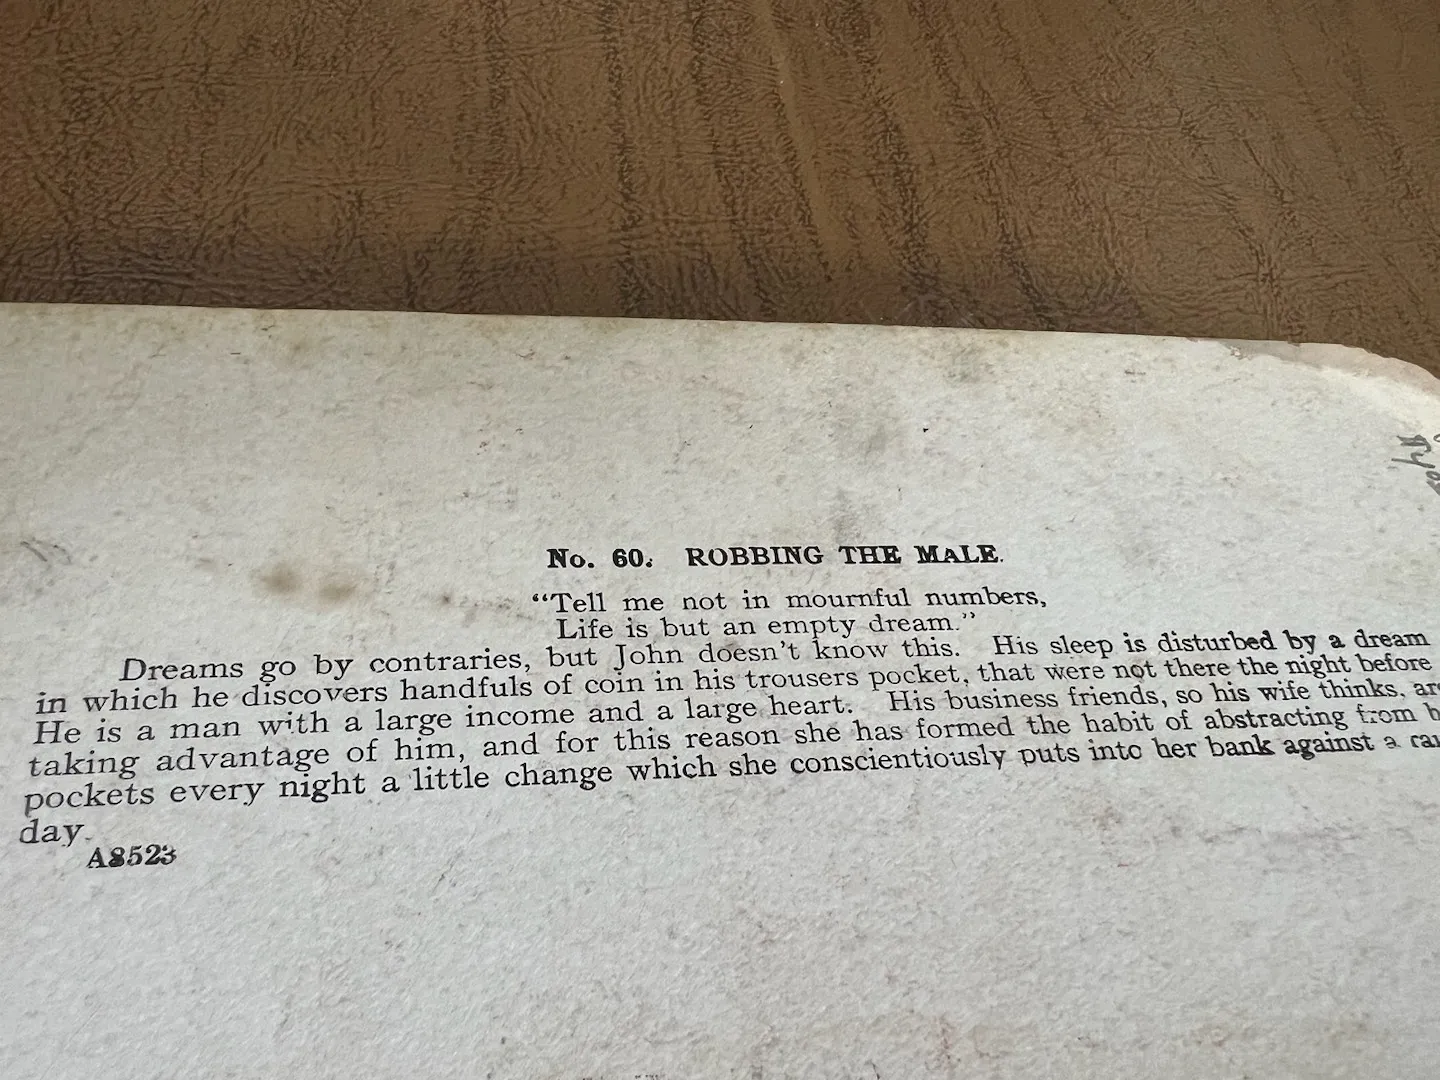 No. 60. ROBBING THE MALE.
"Tell me not in mournful numbers,
Life is but an empty dream."
Dreams go by contraries, but John doesn't know this. His sleep is disturbed by a dream
in which he discovers handfuls of coin in his trousers pocket, that were not there the night before
He is a man with a large income and a large heart. His business friends, so his wife thinks, are
taking advantage of him, and for this reason she has formed the habit of abstracting from
pockets every night a little change which she conscientiously puts into her bank against a
day.
A8523